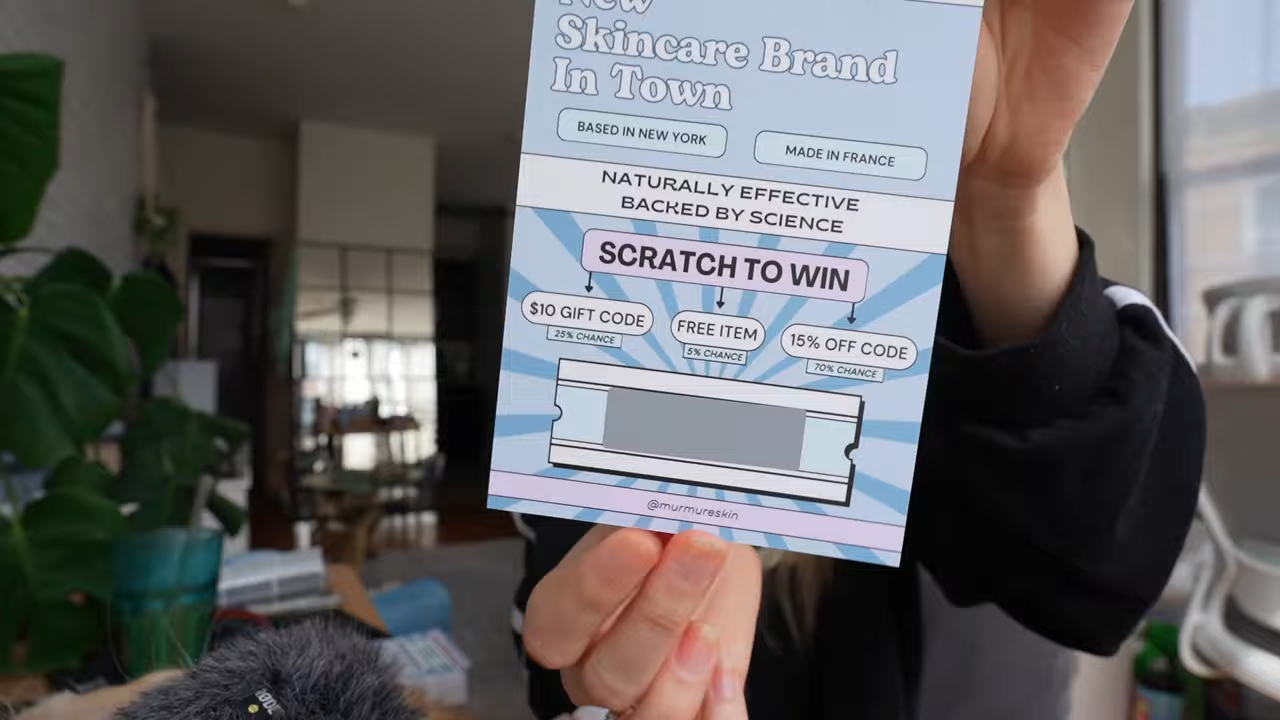 New
Skincare Brand
In Town
BASED IN NEW YORK
MADE IN FRANCE
NATURALLY EFFECTIVE
BACKED BY SCIENCE
SCRATCH TO WIN
$10 GIFT CODE
25% CHANCE
FREE ITEM
5% CHANCE
15% OFF CODE
70% CHANCE
@murmureskin